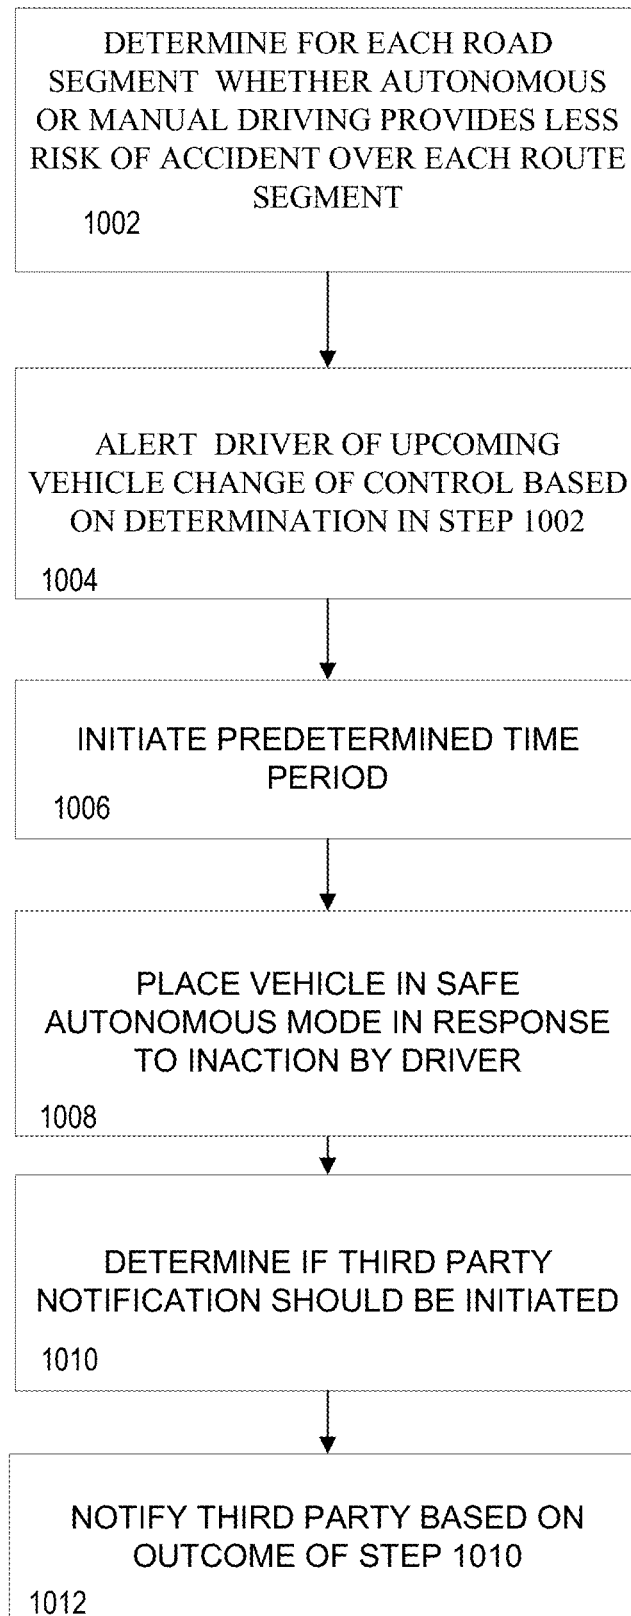 DETERMINE FOR EACH ROAD
SEGMENT WHETHER AUTONOMOUS
OR MANUAL DRIVING PROVIDES LESS
RISK OF ACCIDENT OVER EACH ROUTE
SEGMENT
1002
ALERT DRIVER OF UPCOMING
VEHICLE CHANGE OF CONTROL BASED
ON DETERMINATION IN STEP 1002
1004
INITIATE PREDETERMINED TIME
PERIOD
1006
PLACE VEHICLE IN SAFE
AUTONOMOUS MODE IN RESPONSE
TO INACTION BY DRIVER
1008
DETERMINE IF THIRD PARTY
NOTIFICATION SHOULD BE INITIATED
1010
NOTIFY THIRD PARTY BASED ON
OUTCOME OF STEP 1010
1012